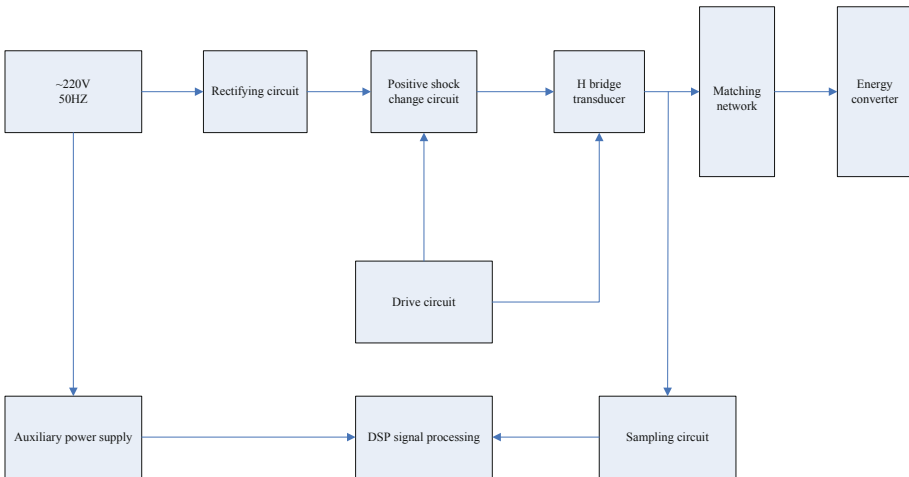 ~220V
50HZ
Rectifying circuit
Positive shock
change circuit
H bridge
transducer
Matching
network
Energy
converter
Drive circuit
Auxiliary power supply
DSP signal processing
Sampling circuit